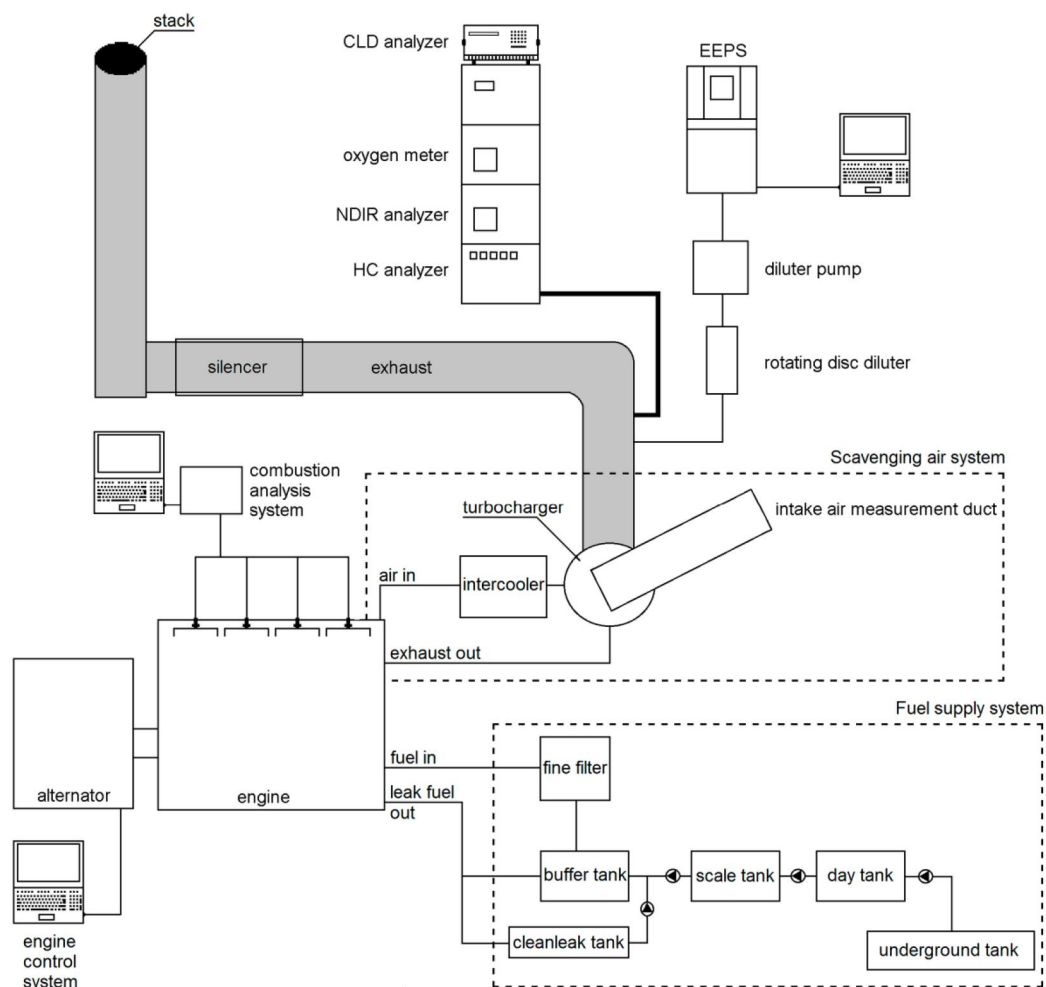 stack
CLD analyzer
EEPS
oxygen meter
NDIR analyzer
HC analyzer
diluter pump
rotating disc diluter
silencer
exhaust
combustion
analysis
system
Scavenging air system
turbocharger
intake air measurement duct
air in
intercooler
exhaust out
Fuel supply system
fuel in
fine filter
alternator
engine
leak fuel
out
buffer tank
scale tank
day tank
cleanleak tank
underground tank
engine
control
system